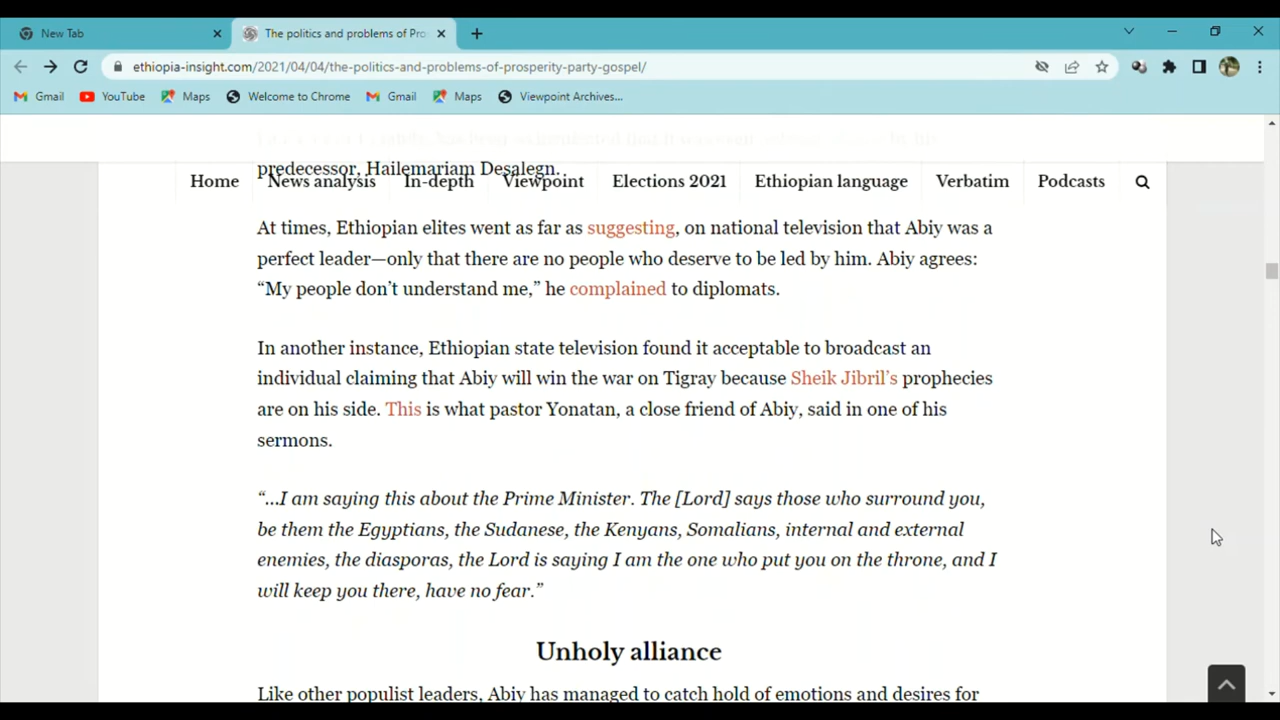 New Tab
The politics and problems of Pro
ethiopia-insight.com/2021/04/04/the-politics-and-problems-of-prosperity-party-gospel/
Gmail YouTube Maps Welcome to Chrome Gmail Maps Viewpoint Archives...
predecessor, Hailemariam Desalegn.
Home News analysis In-depth Viewpoint Elections 2021 Ethiopian language Verbatim Podcasts
At times, Ethiopian elites went as far as suggesting, on national television that Abiy was a
perfect leader—only that there are no people who deserve to be led by him. Abiy agrees:
“My people don’t understand me,” he complained to diplomats.
In another instance, Ethiopian state television found it acceptable to broadcast an
individual claiming that Abiy will win the war on Tigray because Sheik Jibril’s prophecies
are on his side. This is what pastor Yonatan, a close friend of Abiy, said in one of his
sermons.
“…I am saying this about the Prime Minister. The [Lord] says those who surround you,
be them the Egyptians, the Sudanese, the Kenyans, Somalians, internal and external
enemies, the diasporas, the Lord is saying I am the one who put you on the throne, and I
will keep you there, have no fear.”
Unholy alliance
Like other populist leaders, Abiy has managed to catch hold of emotions and desires for